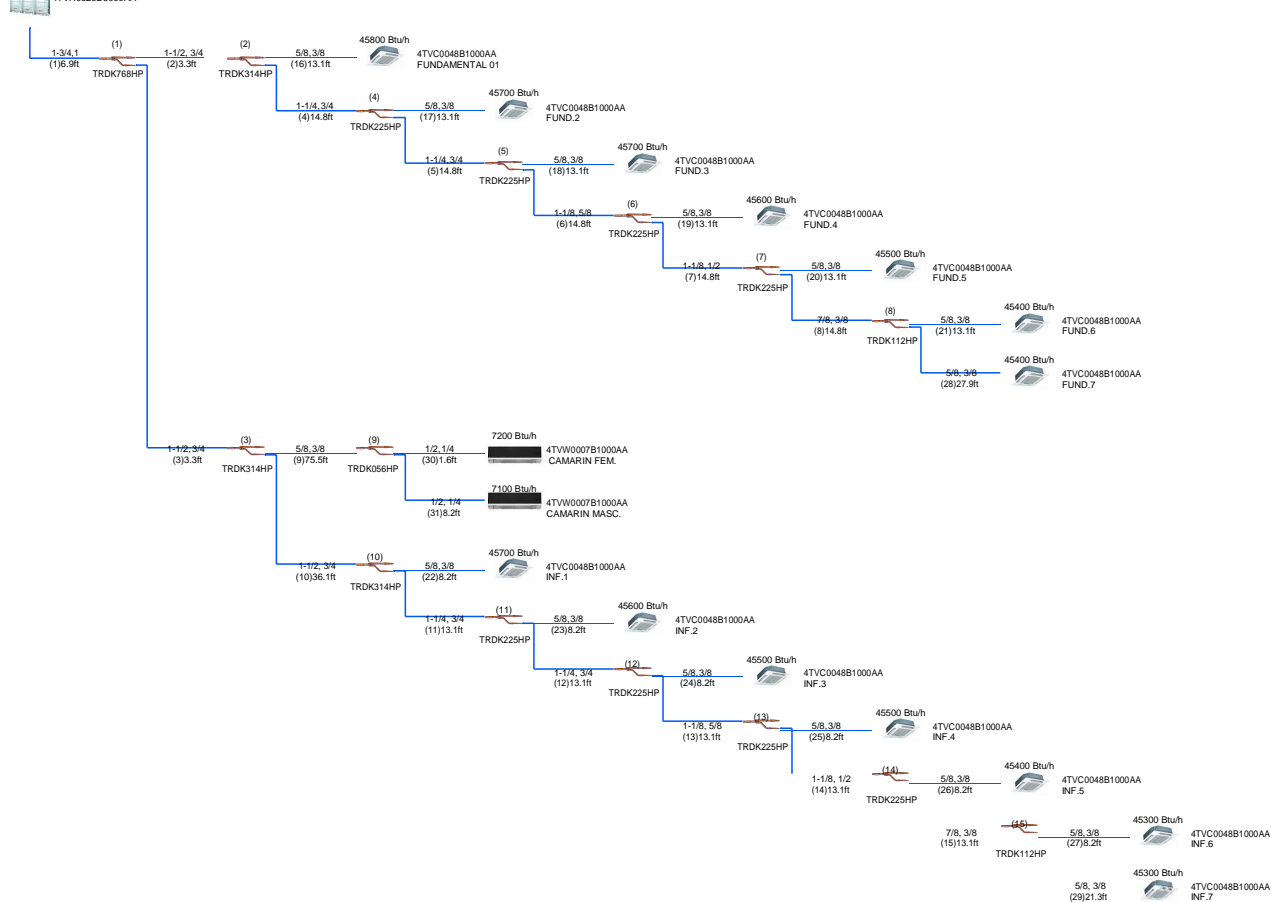 (1)
1-3/4,1
(1)6.9ft
TRDK768HP
1-1/2, 3/4
(2)3.3ft
(2)
TRDK314HP
5/8,3/8
(16)13.1ft
45800 Btu/h
4TVC0048B1000AA
FUNDAMENTAL 01
1-1/4,3/4
(4)14.8ft
(4)
TRDK225HP
5/8,3/8
(17)13.1ft
45700 Btu/h
4TVC0048B1000AA
FUND.2
1-1/4, 3/4
(5)14.8ft
(5)
TRDK225HP
5/8,3/8
(18)13.1ft
45700 Btu/h
4TVC0048B1000AA
FUND.3
1-1/8, 5/8
(6)14.8ft
(6)
TRDK225HP
5/8,3/8
(19)13.1ft
45600 Btu/h
4TVC0048B1000AA
FUND.4
1-1/8, 1/2
(7)14.8ft
(7)
TRDK225HP
5/8,3/8
(20)13.1ft
45500 Btu/h
4TVC0048B1000AA
FUND.5
7/8, 3/8
(8)14.8ft
(8)
TRDK112HP
5/8,3/8
(21)13.1ft
45400 Btu/h
4TVC0048B1000AA
FUND.6
5/8, 3/8
(28)27.9ft
45400 Btu/h
4TVC0048B1000AA
FUND.7
1-1/2, 3/4
(3)3.3ft
(3)
TRDK314HP
5/8,3/8
(9)75.5ft
(9)
TRDK056HP
1/2, 1/4
(30)1.6ft
7200 Btu/h
4TVW0007B1000AA
CAMARIN FEM.
1/2, 1/4
(31)8.2ft
7100 Btu/h
4TVW0007B1000AA
CAMARIN MASC.
1-1/2, 3/4
(10)36.1ft
(10)
TRDK314HP
5/8,3/8
(22)8.2ft
45700 Btu/h
4TVC0048B1000AA
INF.1
1-1/4, 3/4
(11)13.1ft
(11)
TRDK225HP
5/8,3/8
(23)8.2ft
45600 Btu/h
4TVC0048B1000AA
INF.2
1-1/4, 3/4
(12)13.1ft
(12)
TRDK225HP
5/8,3/8
(24)8.2ft
45500 Btu/h
4TVC0048B1000AA
INF.3
1-1/8, 5/8
(13)13.1ft
(13)
TRDK225HP
5/8,3/8
(25)8.2ft
45500 Btu/h
4TVC0048B1000AA
INF.4
1-1/8, 1/2
(14)13.1ft
(14)
TRDK225HP
5/8,3/8
(26)8.2ft
45400 Btu/h
4TVC0048B1000AA
INF.5
7/8, 3/8
(15)13.1ft
(15)
TRDK112HP
5/8,3/8
(27)8.2ft
45300 Btu/h
4TVC0048B1000AA
INF.6
5/8, 3/8
(29)21.3ft
45300 Btu/h
4TVC0048B1000AA
INF.7